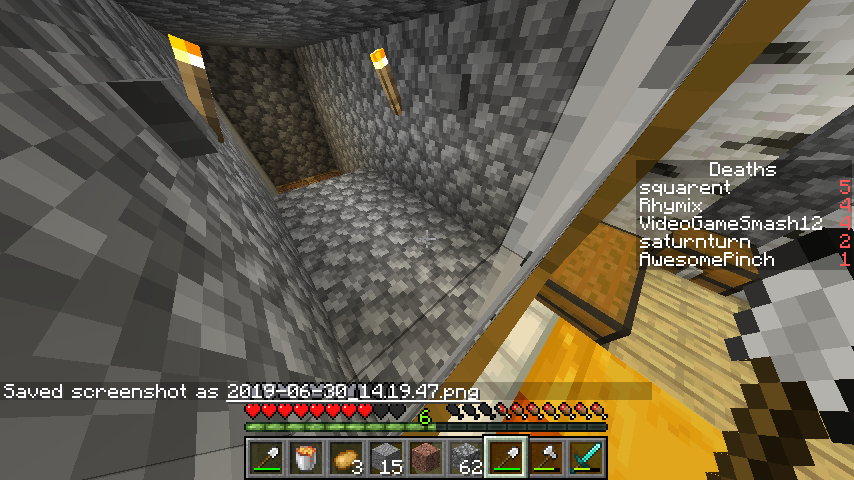 Deaths
squarent 5
Rhymix 4
VideoGameSmash12 4
saturnturn 2
AwesomePinch 1
Saved screenshot as 2019-06-30_14.19.47.png
6
3 15 62